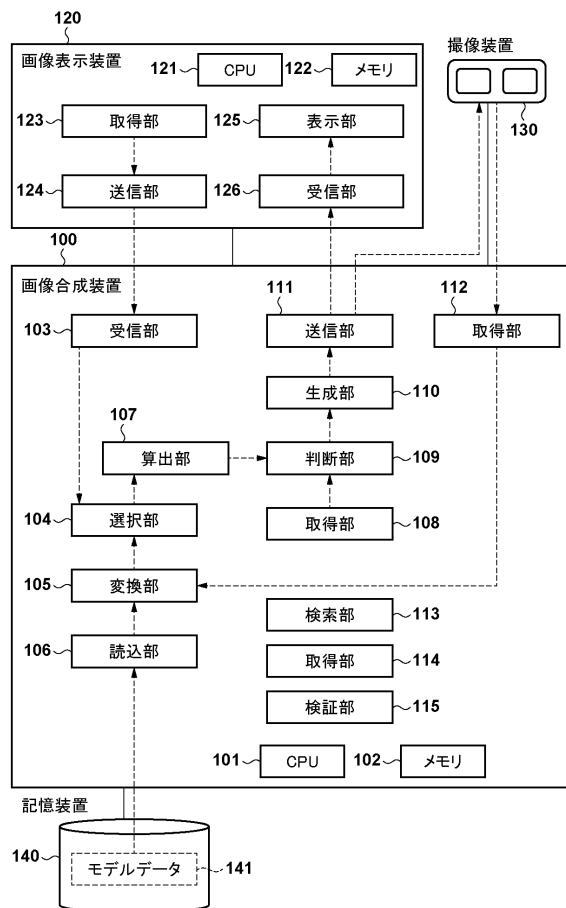 120
画像表示装置
121 CPU 122 メモリ
撮像装置
130
123 取得部 125 表示部
124 送信部 126 受信部
100
画像合成装置
111 112
103 受信部 送信部 取得部
生成部 110
107
算出部 判断部 109
104 選択部 取得部 108
105 変換部
検索部 113
106 読込部
取得部 114
検証部 115
101 CPU 102 メモリ
記憶装置
140 モデルデータ 141